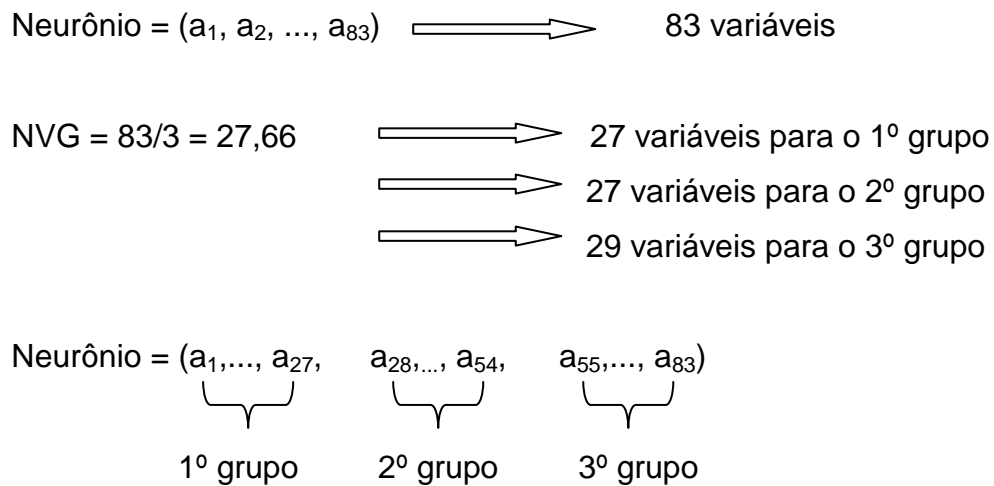 Neurônio = (a₁, a₂, ..., a₈₃) 83 variáveis
NVG = 83/3 = 27,66 27 variáveis para o 1º grupo
27 variáveis para o 2º grupo
29 variáveis para o 3º grupo
Neurônio = (a₁,..., a₂₇, a₂₈,..., a₅₄, a₅₅,..., a₈₃)
1º grupo 2º grupo 3º grupo